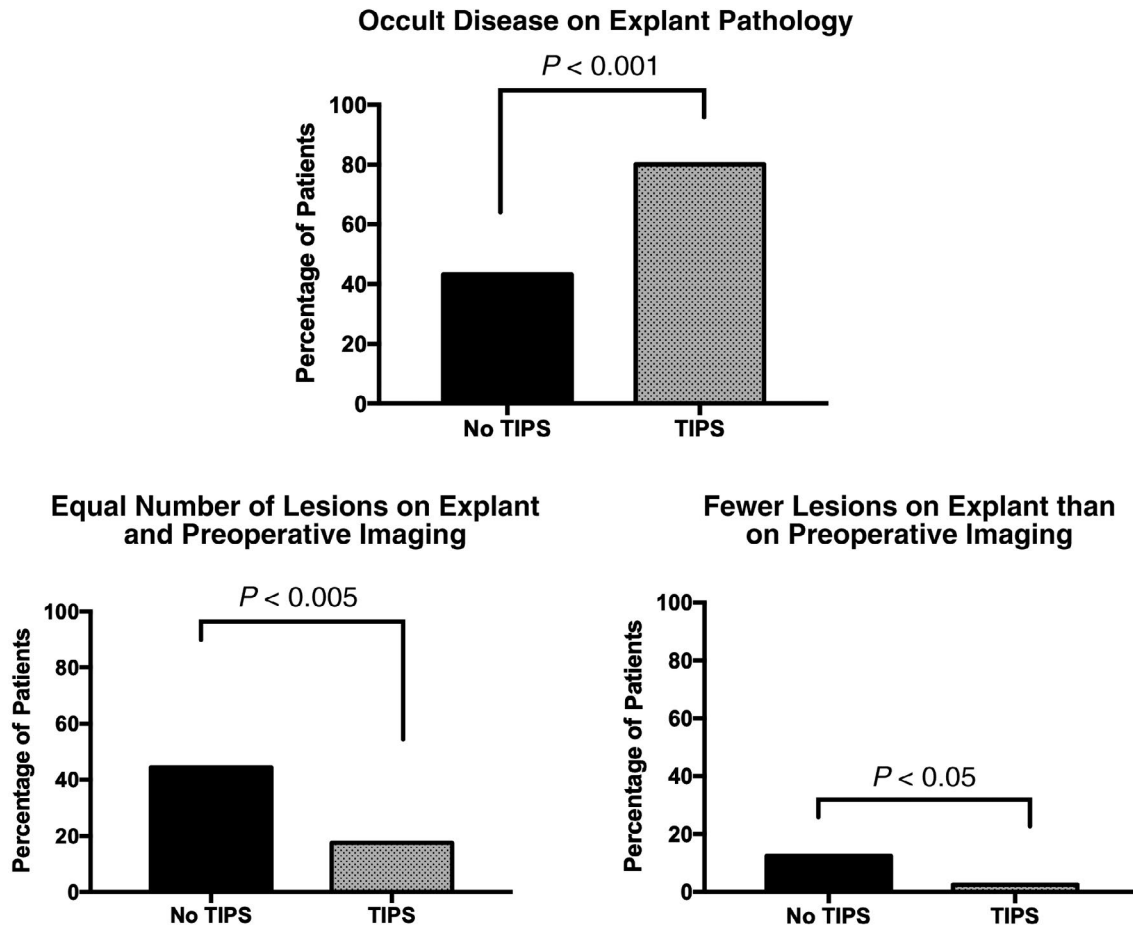 Occult Disease on Explant Pathology
P < 0.001
Percentage of Patients
100
80
60
40
20
0
No TIPS
TIPS
Equal Number of Lesions on Explant
and Preoperative Imaging
P < 0.005
Percentage of Patients
100
80
60
40
20
0
No TIPS
TIPS
Fewer Lesions on Explant than
on Preoperative Imaging
P < 0.05
Percentage of Patients
100
80
60
40
20
0
No TIPS
TIPS